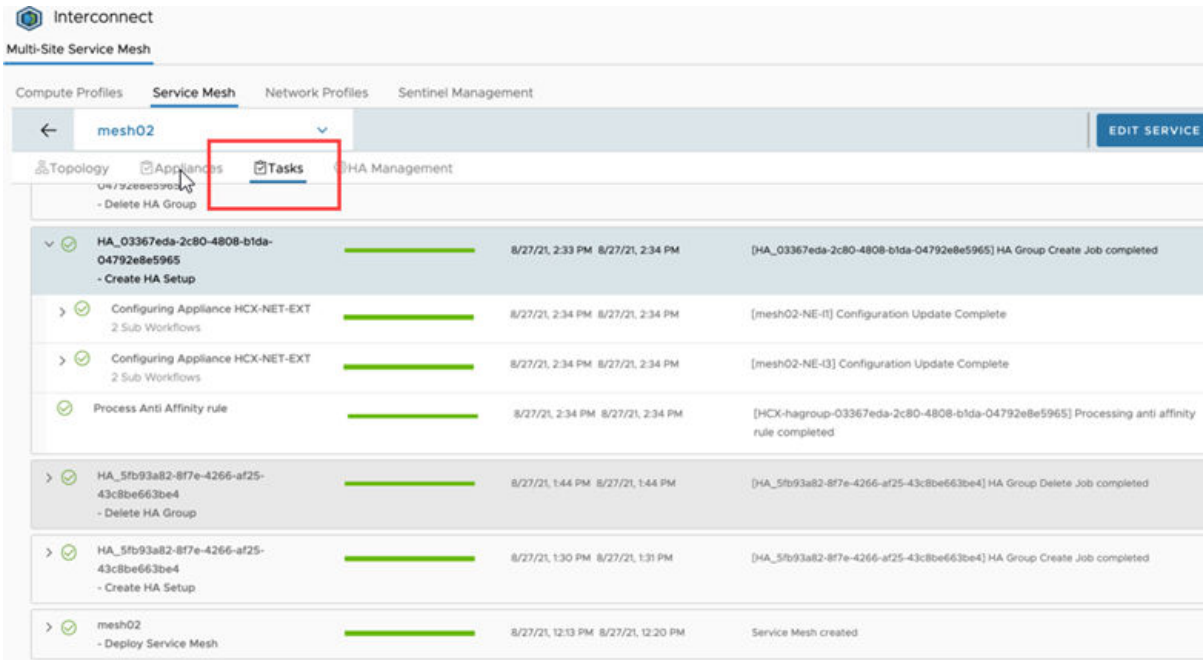 Interconnect
Multi-Site Service Mesh
Compute Profiles Service Mesh Network Profiles Sentinel Management
mesh02 EDIT SERVICE
Topology Appliances Tasks HA Management
04792e8e5965
- Delete HA Group
HA_03367eda-2c80-4808-b1da- 8/27/21, 2:33 PM 8/27/21, 2:34 PM [HA_03367eda-2c80-4808-b1da-04792e8e5965] HA Group Create Job completed
04792e8e5965
- Create HA Setup
Configuring Appliance HCX-NET-EXT 8/27/21, 2:34 PM 8/27/21, 2:34 PM [mesh02-NE-I1] Configuration Update Complete
2 Sub Workflows
Configuring Appliance HCX-NET-EXT 8/27/21, 2:34 PM 8/27/21, 2:34 PM [mesh02-NE-I3] Configuration Update Complete
2 Sub Workflows
Process Anti Affinity rule 8/27/21, 2:34 PM 8/27/21, 2:34 PM [HCX-hagroup-03367eda-2c80-4808-b1da-04792e8e5965] Processing anti affinity
rule completed
HA_5fb93a82-8f7e-4266-af25- 8/27/21, 1:44 PM 8/27/21, 1:44 PM [HA_5fb93a82-8f7e-4266-af25-43c8be663be4] HA Group Delete Job completed
43c8be663be4
- Delete HA Group
HA_5fb93a82-8f7e-4266-af25- 8/27/21, 1:30 PM 8/27/21, 1:31 PM [HA_5fb93a82-8f7e-4266-af25-43c8be663be4] HA Group Create Job completed
43c8be663be4
- Create HA Setup
mesh02 8/27/21, 12:13 PM 8/27/21, 12:20 PM Service Mesh created
- Deploy Service Mesh